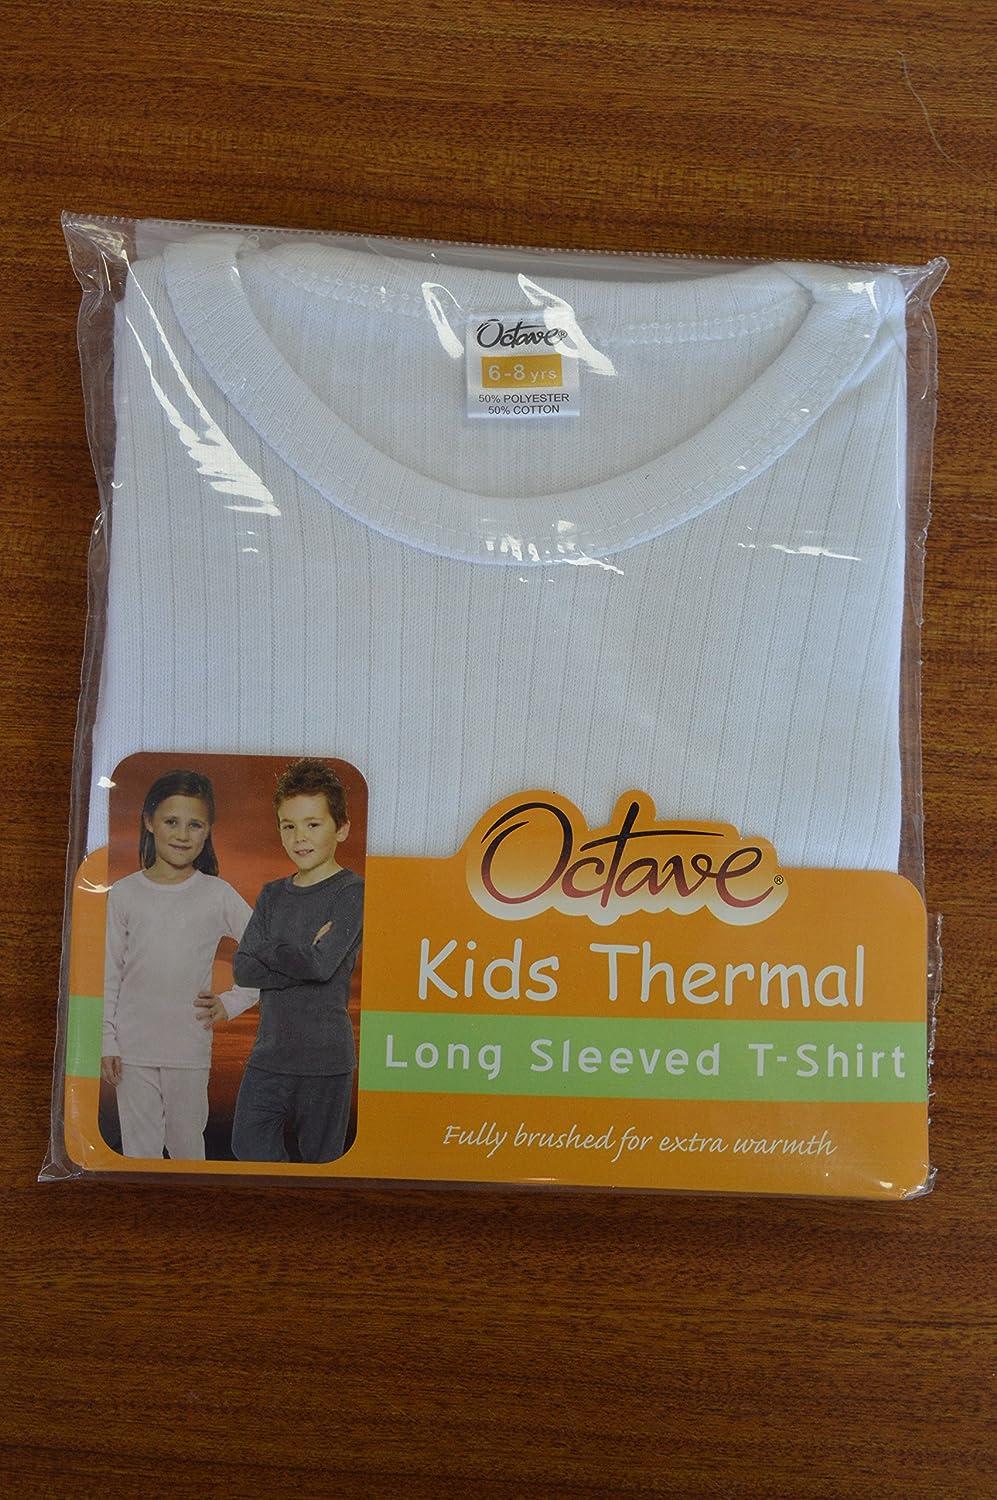 Octave®
6-8 yrs
50% POLYESTER
50% COTTON
Octave®
Kids Thermal
Long Sleeved T-Shirt
Fully brushed for extra warmth